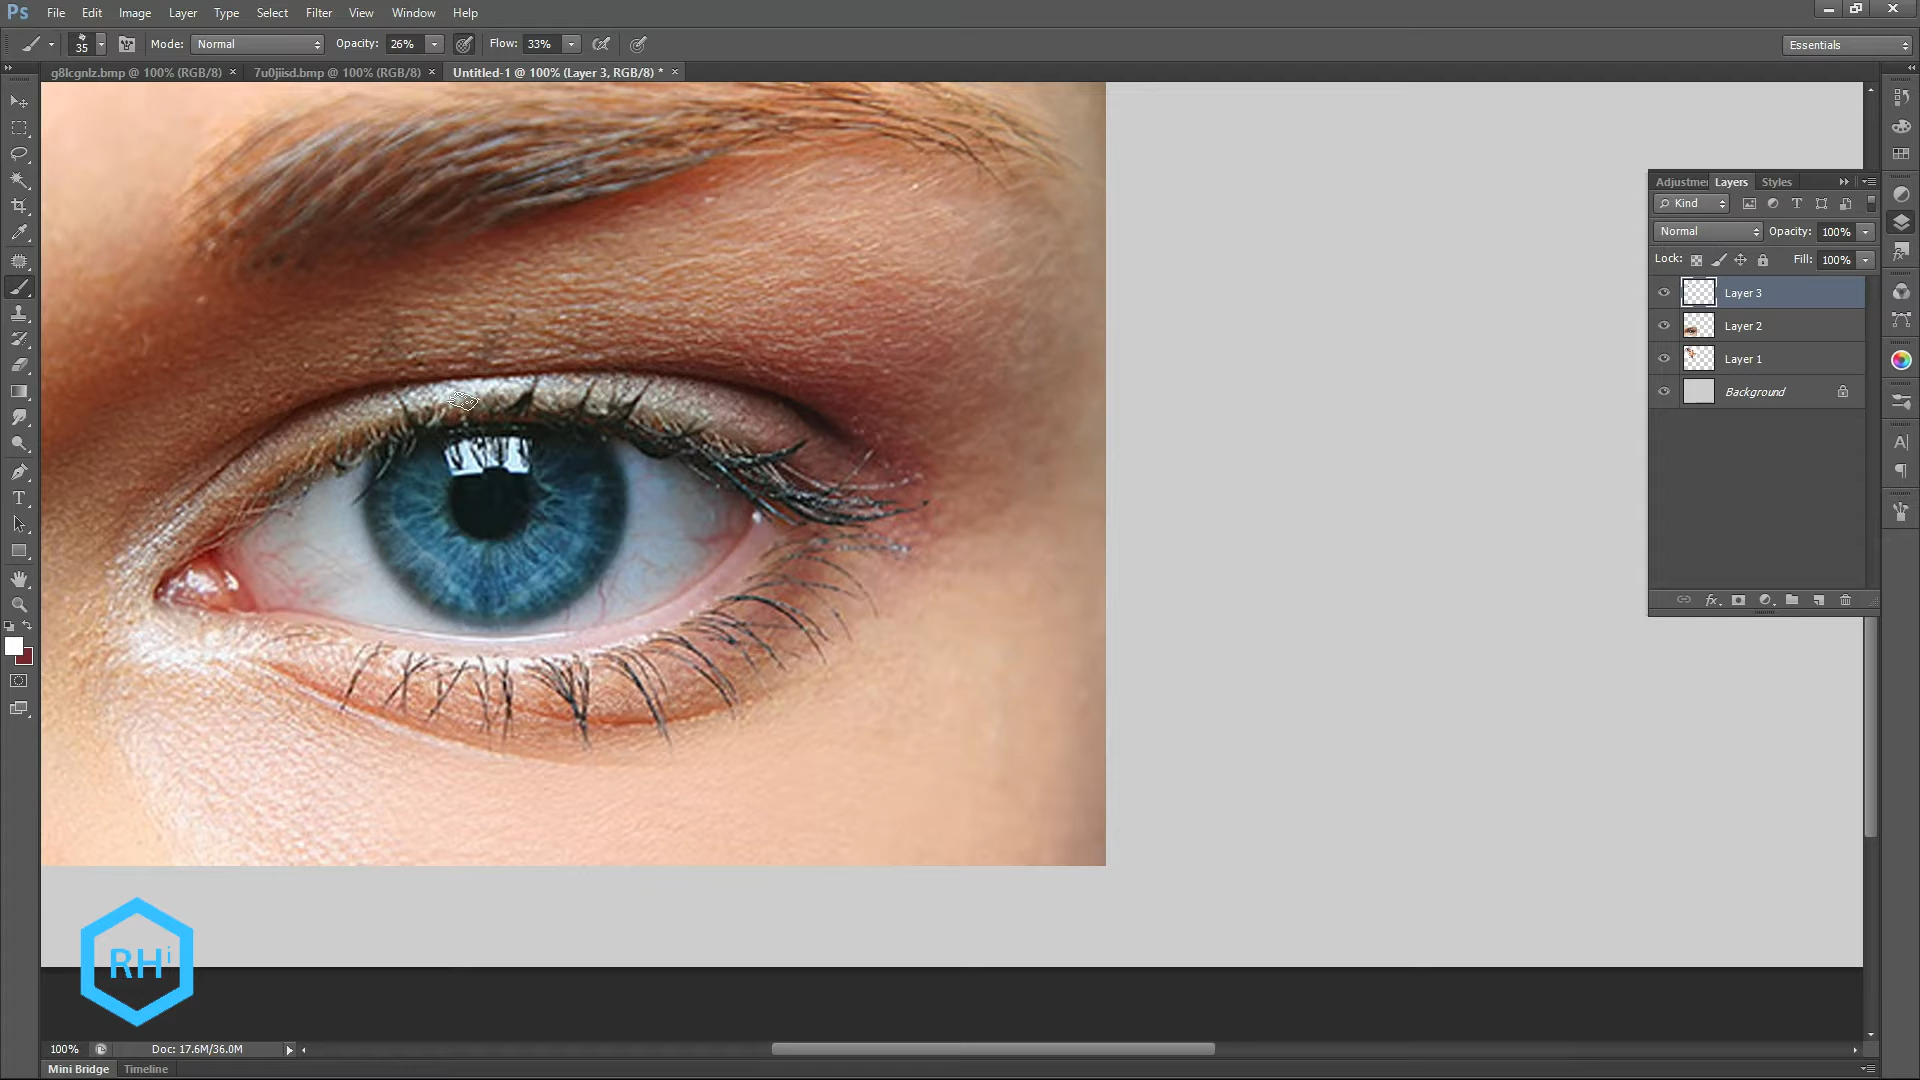 Ps File Edit Image Layer Type Select Filter View Window Help
35 Mode: Normal Opacity: 26% Flow: 33% Essentials
g8lcgnlz.bmp @ 100% (RGB/8) × 7u0jiisd.bmp @ 100% (RGB/8) × Untitled-1 @ 100% (Layer 3, RGB/8) * ×
Adjustmen Layers Styles
Kind
Normal Opacity: 100%
Lock: Fill: 100%
Layer 3
Layer 2
Layer 1
Background
RHi
100% Doc: 17.6M/36.0M
Mini Bridge Timeline